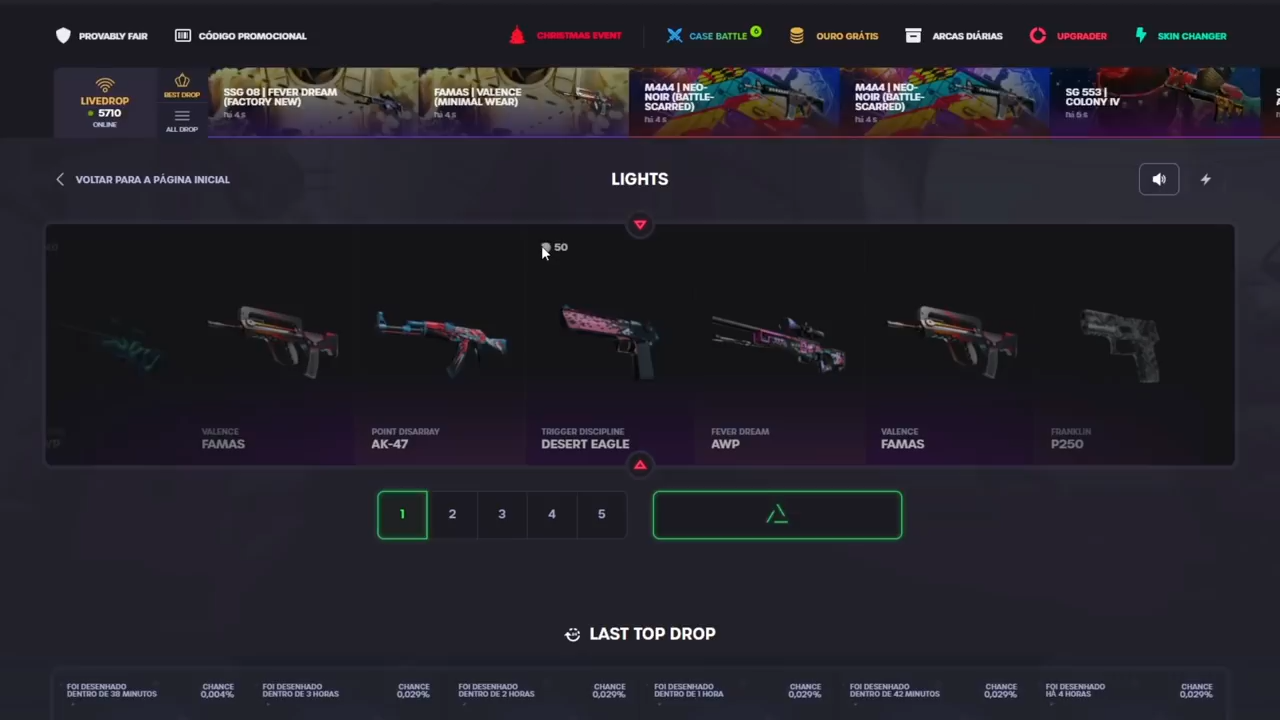 PROVABLY FAIR
CÓDIGO PROMOCIONAL
CHRISTMAS EVENT
CASE BATTLE
6
OURO GRÁTIS
ARCAS DIÁRIAS
UPGRADER
SKIN CHANGER
LIVEDROP
5710
ONLINE
BEST DROP
ALL DROP
SSG 08 | FEVER DREAM
(FACTORY NEW)
há 4 s
FAMAS | VALENCE
(MINIMAL WEAR)
há 4 s
M4A4 | NEO-
NOIR (BATTLE-
SCARRED)
há 4 s
M4A4 | NEO-
NOIR (BATTLE-
SCARRED)
há 4 s
SG 553 |
COLONY IV
há 6 s
VOLTAR PARA A PÁGINA INICIAL
LIGHTS
50
VALENCE
FAMAS
POINT DISARRAY
AK-47
TRIGGER DISCIPLINE
DESERT EAGLE
FEVER DREAM
AWP
VALENCE
FAMAS
FRANKLIN
P250
1 2 3 4 5
LAST TOP DROP
FOI DESENHADO
DENTRO DE 38 MINUTOS
CHANCE
0,004%
FOI DESENHADO
DENTRO DE 3 HORAS
CHANCE
0,029%
FOI DESENHADO
DENTRO DE 2 HORAS
CHANCE
0,029%
FOI DESENHADO
DENTRO DE 1 HORA
CHANCE
0,029%
FOI DESENHADO
DENTRO DE 42 MINUTOS
CHANCE
0,029%
FOI DESENHADO
HÁ 4 HORAS
CHANCE
0,029%